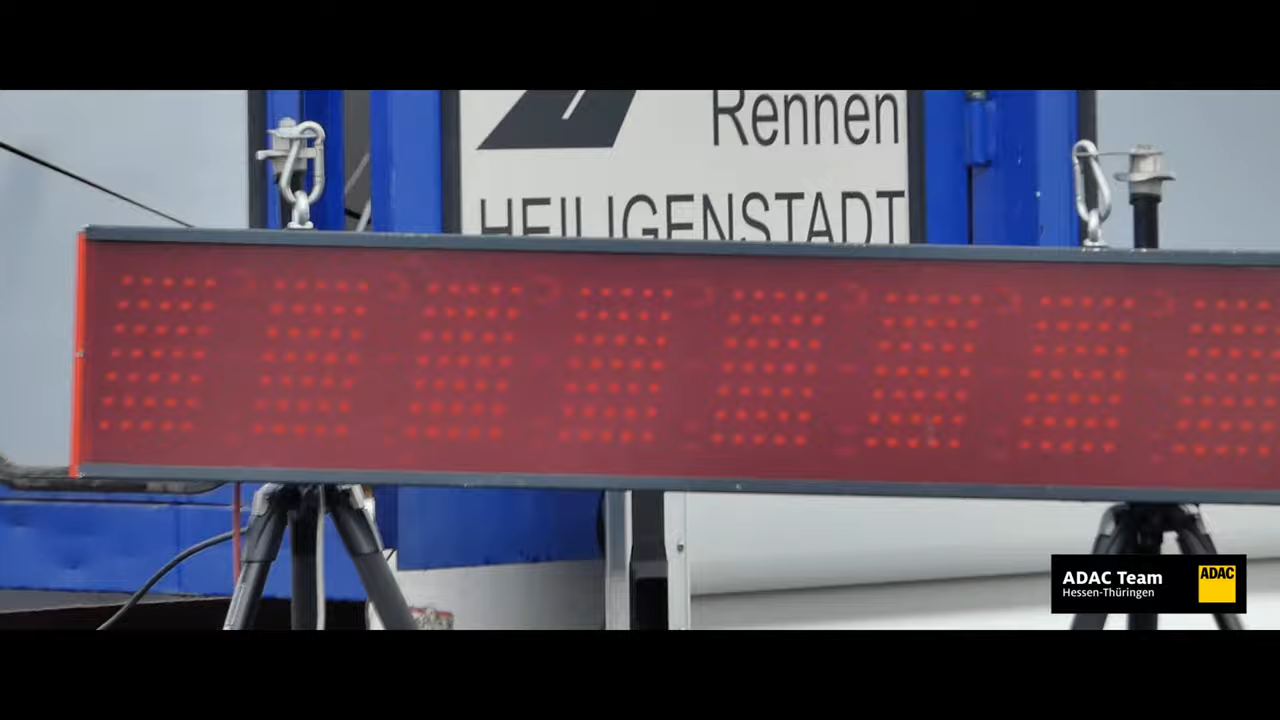 Rennen
HEILIGENSTADT
ADAC Team
Hessen-Thüringen
ADAC